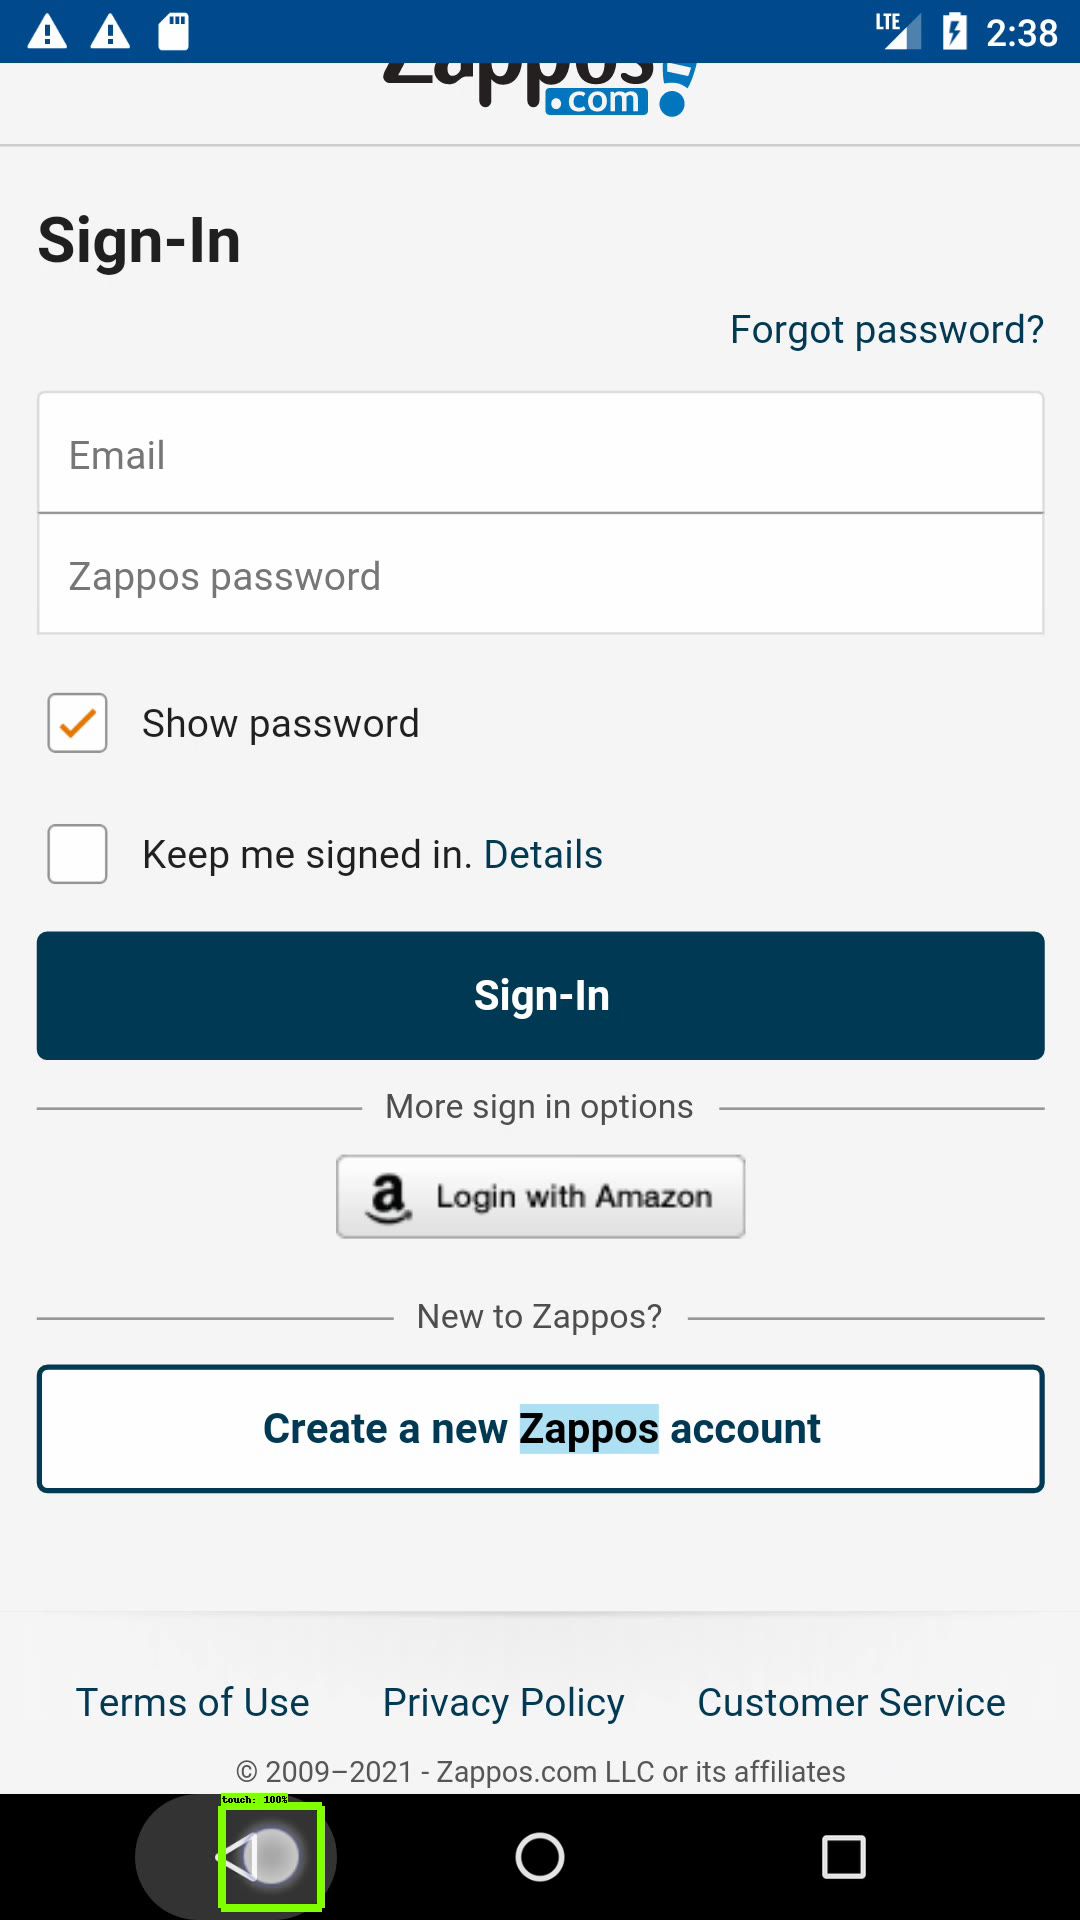 LTE 2:38
Zappos
.com
Sign-In
Forgot password?
Email
Zappos password
Show password
Keep me signed in. Details
Sign-In
More sign in options
a Login with Amazon
New to Zappos?
Create a new Zappos account
Terms of Use Privacy Policy Customer Service
© 2009–2021 - Zappos.com LLC or its affiliates
touch: 100%